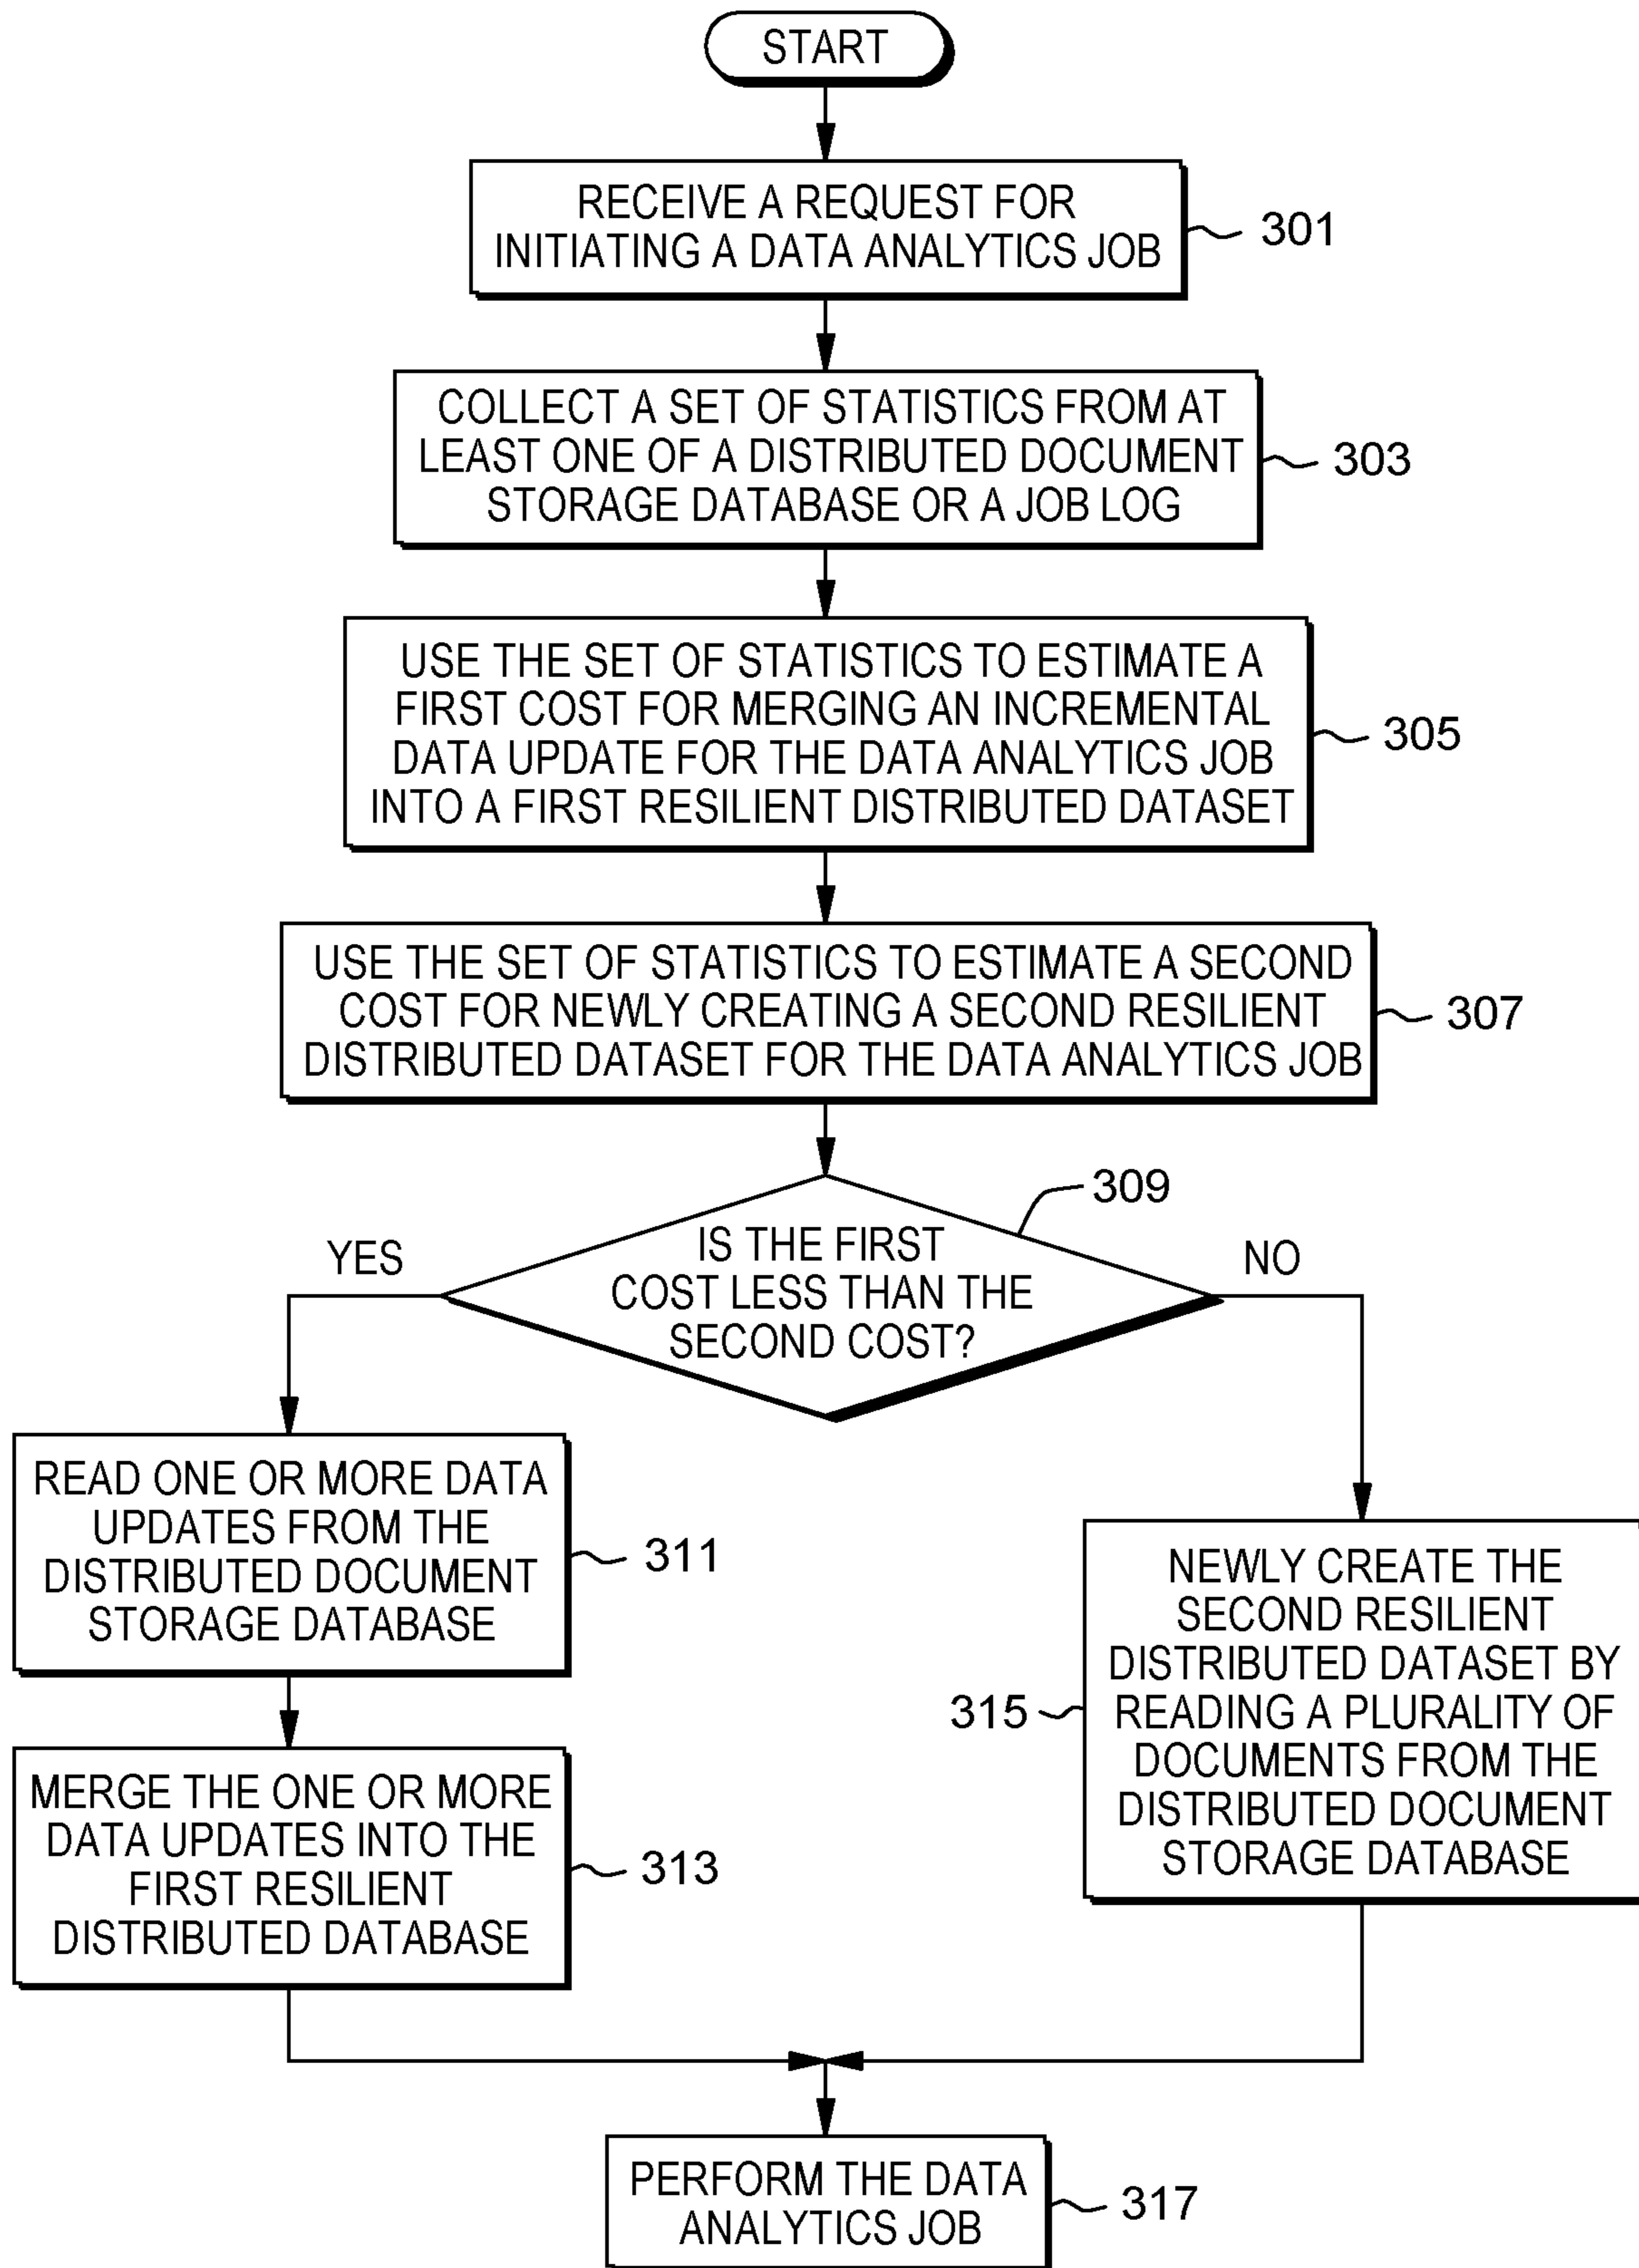 START
RECEIVE A REQUEST FOR
INITIATING A DATA ANALYTICS JOB
301
COLLECT A SET OF STATISTICS FROM AT
LEAST ONE OF A DISTRIBUTED DOCUMENT
STORAGE DATABASE OR A JOB LOG
303
USE THE SET OF STATISTICS TO ESTIMATE A
FIRST COST FOR MERGING AN INCREMENTAL
DATA UPDATE FOR THE DATA ANALYTICS JOB
INTO A FIRST RESILIENT DISTRIBUTED DATASET
305
USE THE SET OF STATISTICS TO ESTIMATE A SECOND
COST FOR NEWLY CREATING A SECOND RESILIENT
DISTRIBUTED DATASET FOR THE DATA ANALYTICS JOB
307
309
IS THE FIRST
COST LESS THAN THE
SECOND COST?
YES
NO
READ ONE OR MORE DATA
UPDATES FROM THE
DISTRIBUTED DOCUMENT
STORAGE DATABASE
311
MERGE THE ONE OR MORE
DATA UPDATES INTO THE
FIRST RESILIENT
DISTRIBUTED DATABASE
313
NEWLY CREATE THE
SECOND RESILIENT
DISTRIBUTED DATASET BY
READING A PLURALITY OF
DOCUMENTS FROM THE
DISTRIBUTED DOCUMENT
STORAGE DATABASE
315
PERFORM THE DATA
ANALYTICS JOB
317